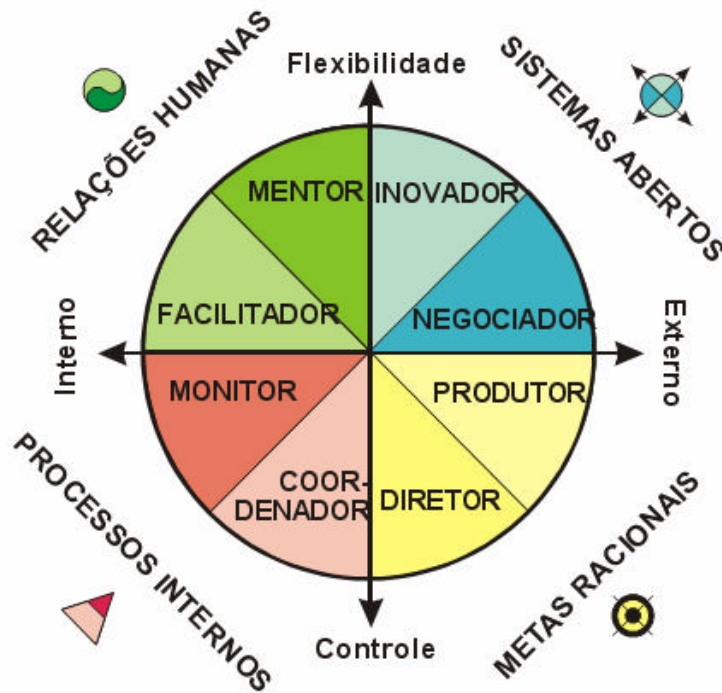 Flexibilidade
RELAÇÕES HUMANAS
SISTEMAS ABERTOS
MENTOR
INOVADOR
FACILITADOR
NEGOCIADOR
Interno
Externo
MONITOR
PRODUTOR
COOR-
DENADOR
DIRETOR
PROCESSOS INTERNOS
METAS RACIONAIS
Controle